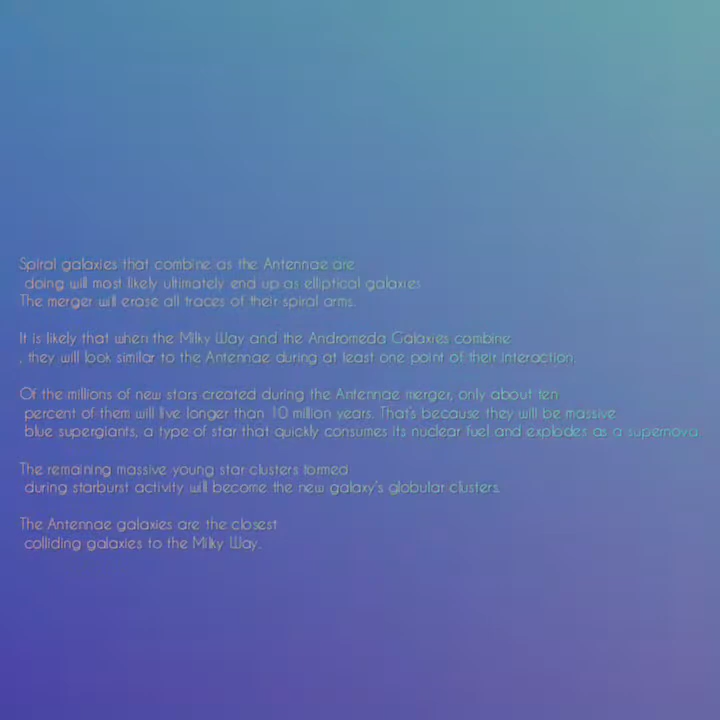 Spiral galaxies that combine as the Antennae are
doing will most likely ultimately end up as elliptical galaxies
The merger will erase all traces of their spiral arms.
It is likely that when the Milky Way and the Andromeda Galaxies combine
, they will look similar to the Antennae during at least one point of their interaction.
Of the millions of new stars created during the Antennae merger, only about ten
percent of them will live longer than 10 million years. That's because they will be massive
blue supergiants, a type of star that quickly consumes its nuclear fuel and explodes as a supernova.
The remaining massive young star clusters formed
during starburst activity will become the new galaxy's globular clusters.
The Antennae galaxies are the closest
colliding galaxies to the Milky Way.